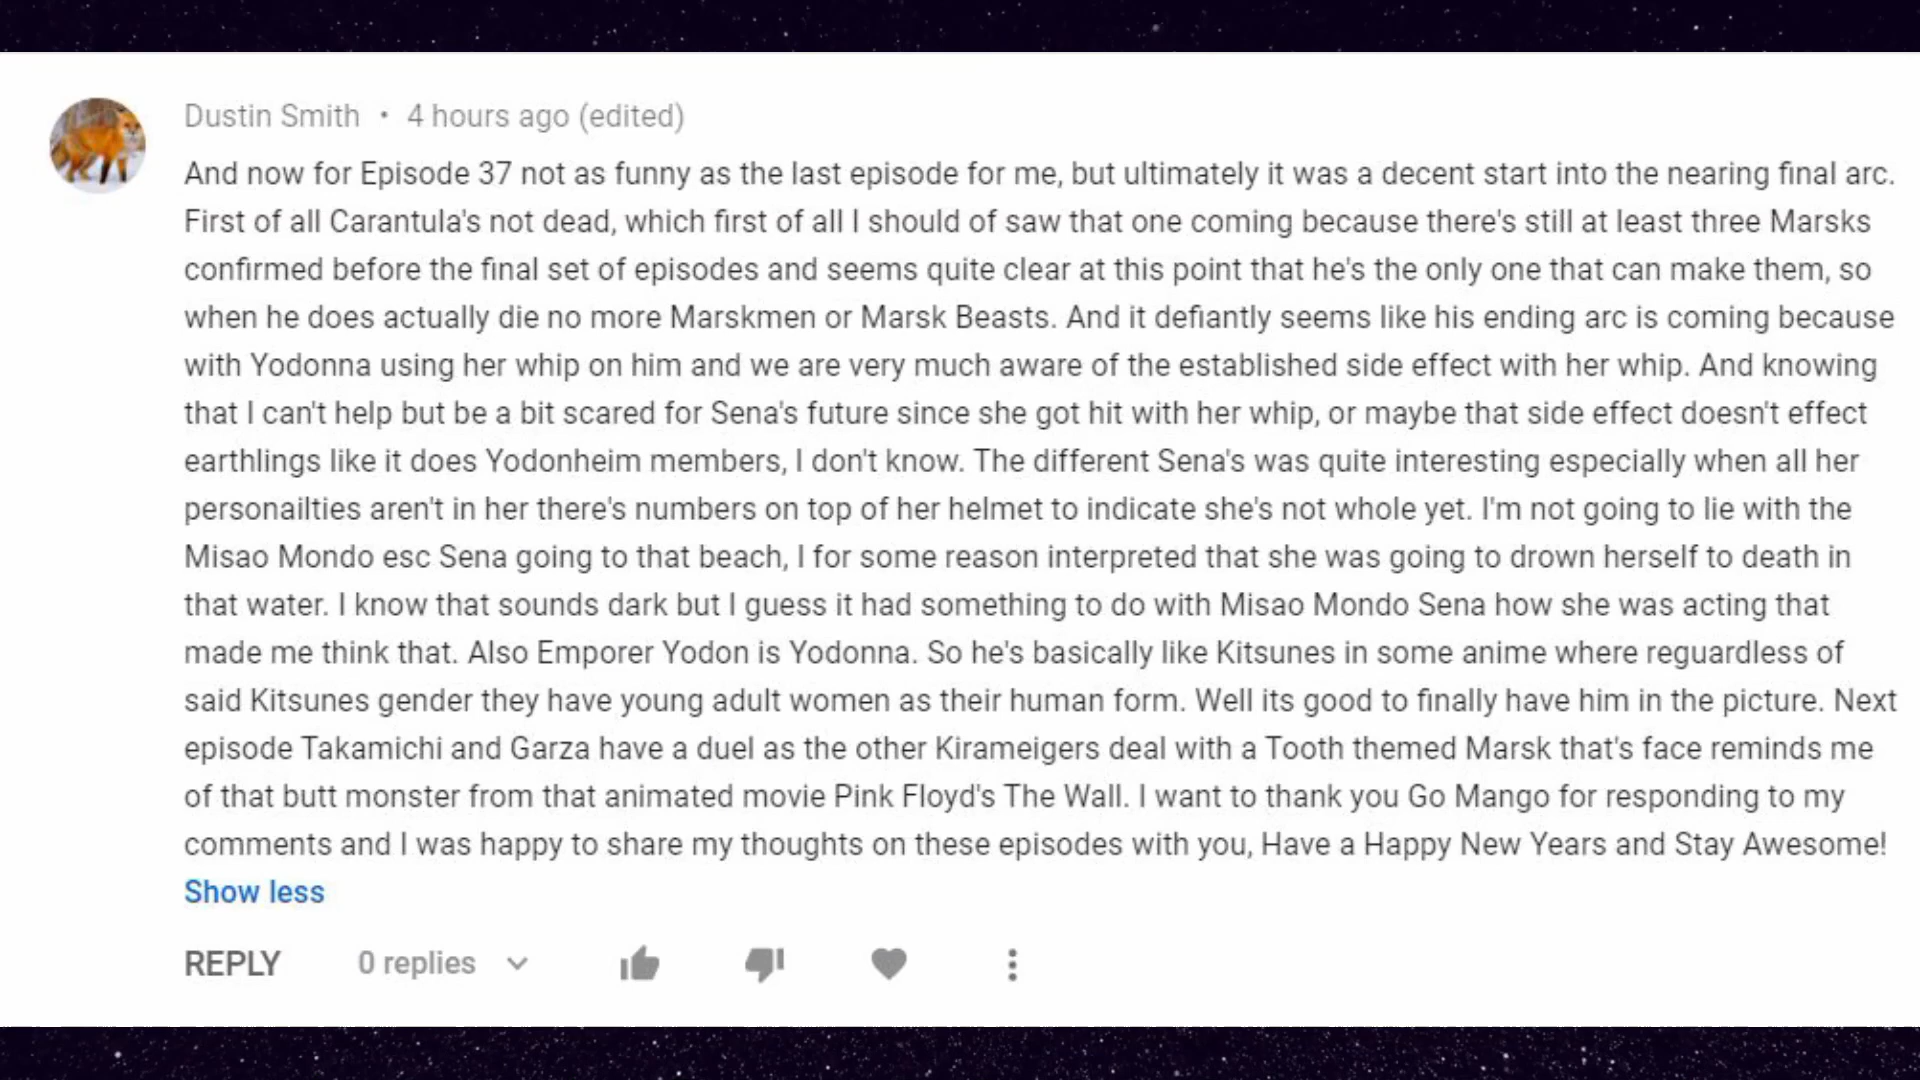 Dustin Smith • 4 hours ago (edited)
And now for Episode 37 not as funny as the last episode for me, but ultimately it was a decent start into the nearing final arc.
First of all Carantula's not dead, which first of all I should of saw that one coming because there's still at least three Marsks
confirmed before the final set of episodes and seems quite clear at this point that he's the only one that can make them, so
when he does actually die no more Marskmen or Marsk Beasts. And it defiantly seems like his ending arc is coming because
with Yodonna using her whip on him and we are very much aware of the established side effect with her whip. And knowing
that I can't help but be a bit scared for Sena's future since she got hit with her whip, or maybe that side effect doesn't effect
earthlings like it does Yodonheim members, I don't know. The different Sena's was quite interesting especially when all her
personailties aren't in her there's numbers on top of her helmet to indicate she's not whole yet. I'm not going to lie with the
Misao Mondo esc Sena going to that beach, I for some reason interpreted that she was going to drown herself to death in
that water. I know that sounds dark but I guess it had something to do with Misao Mondo Sena how she was acting that
made me think that. Also Emporer Yodon is Yodonna. So he's basically like Kitsunes in some anime where reguardless of
said Kitsunes gender they have young adult women as their human form. Well its good to finally have him in the picture. Next
episode Takamichi and Garza have a duel as the other Kirameigers deal with a Tooth themed Marsk that's face reminds me
of that butt monster from that animated movie Pink Floyd's The Wall. I want to thank you Go Mango for responding to my
comments and I was happy to share my thoughts on these episodes with you, Have a Happy New Years and Stay Awesome!
Show less
REPLY 0 replies